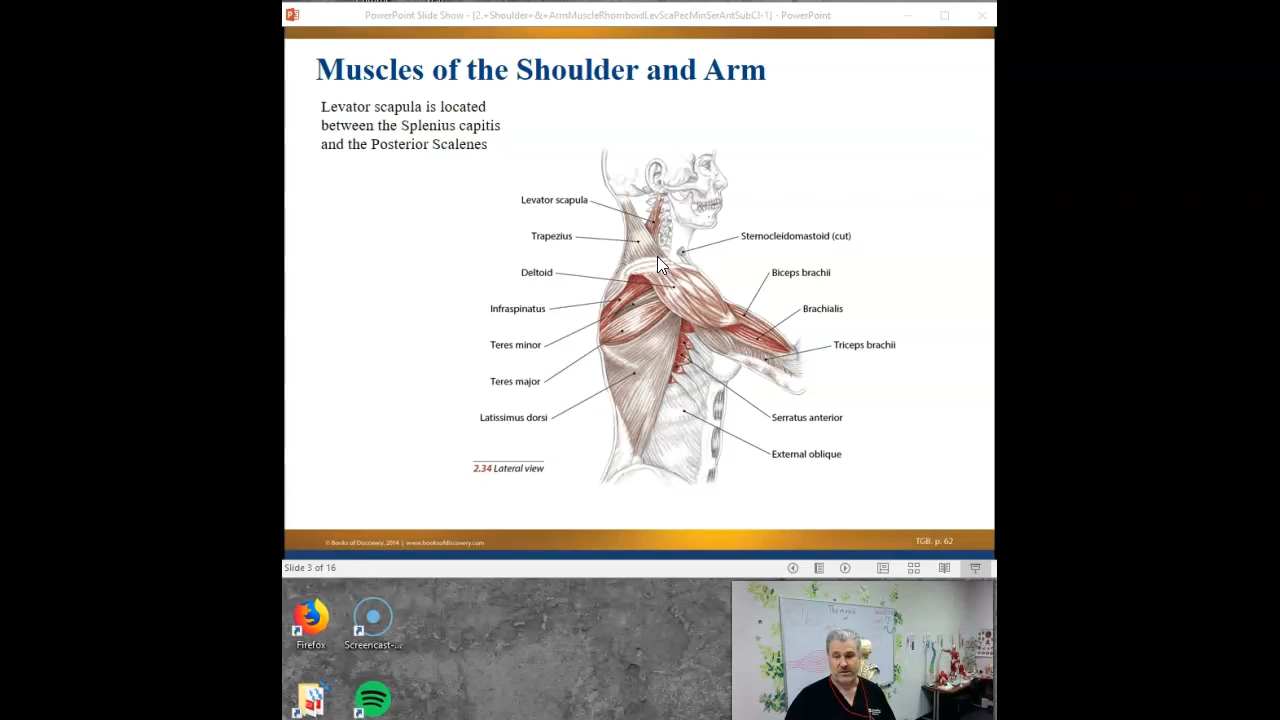 PowerPoint Slide Show - [2.+Shoulder+&+ArmMuscleRhomboidLevScaPecMinSerAntSubCl-1] - PowerPoint
Muscles of the Shoulder and Arm
Levator scapula is located
between the Splenius capitis
and the Posterior Scalenes
Levator scapula
Trapezius
Sternocleidomastoid (cut)
Deltoid
Biceps brachii
Infraspinatus
Brachialis
Teres minor
Triceps brachii
Teres major
Latissimus dorsi
Serratus anterior
External oblique
2.34 Lateral view
© Books of Discovery, 2014 | www.booksofdiscovery.com
TGB. p. 62
Slide 3 of 16
Firefox
Screencast-...
The